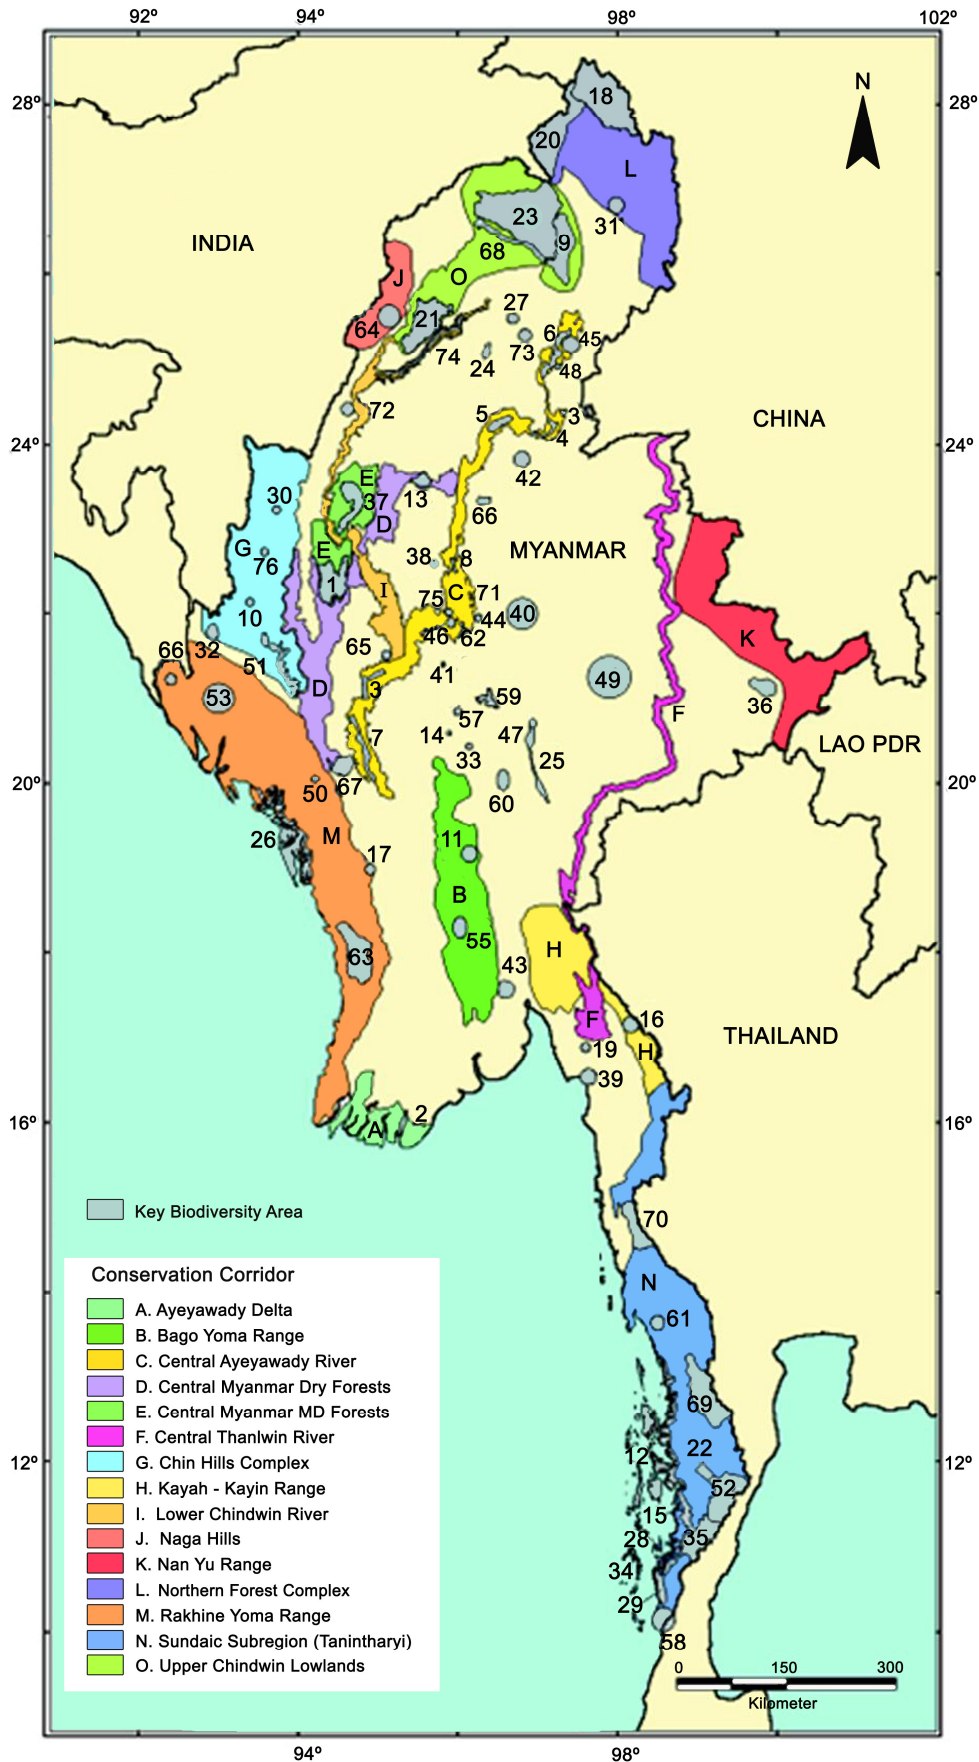 92º 94º 98º 102º
N
28º 28º
18
20
L
23
31
INDIA
9
68
J
O
27
21
64
6 45
74
73
24
48
72
5
3
CHINA
4
24º 24º
E
42
37
13
30
D
66
G
E
38
8
MYANMAR
76
1
I
C
71
75
40
10
44
K
46
62
65
66 32
51
41
49
53
D
3
59
36
57
F
7
14
47
LAO PDR
33
25
20º 20º
67
50
60
26
M
11
17
B
55
H
63
43
F
16
THAILAND
19
H
39
2
16º 16º
A
Key Biodiversity Area
70
Conservation Corridor
N
A. Ayeyawady Delta
61
B. Bago Yoma Range
C. Central Ayeyawady River
D. Central Myanmar Dry Forests
69
E. Central Myanmar MD Forests
F. Central Thanlwin River
22
12
12º
G. Chin Hills Complex
52
H. Kayah - Kayin Range
15
I. Lower Chindwin River
28
35
J. Naga Hills
34
K. Nan Yu Range
L. Northern Forest Complex
29
M. Rakhine Yoma Range
58
N. Sundaic Subregion (Tanintharyi)
O. Upper Chindwin Lowlands
0 150 300
Kilometer
94º 98º